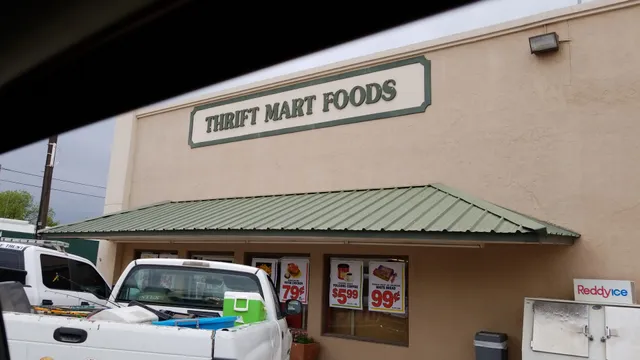 THRIFT MART FOODS
79¢
$5.99
99¢
Reddyice